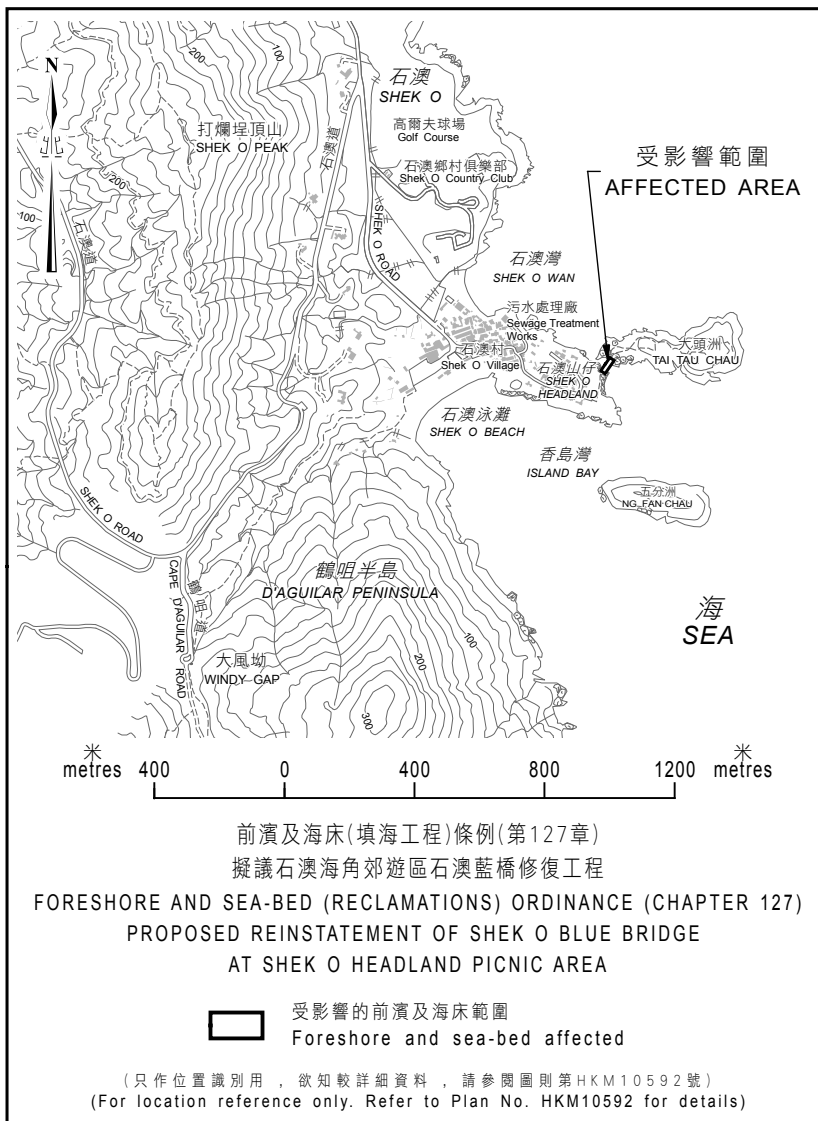 N
200
100
石澳
SHEK O
高爾夫球場
Golf Course
打爛埕頂山
SHEK O PEAK
石澳道
石澳鄉村俱樂部
Shek O Country Club
受影響範圍
AFFECTED AREA
200
100
石澳道
SHEK O ROAD
石澳灣
SHEK O WAN
污水處理廠
Sewage Treatment
Works
大頭洲
TAI TAU CHAU
石澳村
Shek O Village
石澳山仔
SHEK O
HEADLAND
石澳泳灘
SHEK O BEACH
香島灣
ISLAND BAY
五分洲
NG FAN CHAU
SHEK O ROAD
鶴咀半島
D'AGUILAR PENINSULA
鶴咀道
CAPE D'AGUILAR ROAD
海
SEA
100
大風坳
WINDY GAP
200
300
米
metres
400 0 400 800 1200
米
metres
前濱及海床(填海工程)條例(第127章)
擬議石澳海角郊遊區石澳藍橋修復工程
FORESHORE AND SEA-BED (RECLAMATIONS) ORDINANCE (CHAPTER 127)
PROPOSED REINSTATEMENT OF SHEK O BLUE BRIDGE
AT SHEK O HEADLAND PICNIC AREA
受影響的前濱及海床範圍
Foreshore and sea-bed affected
(只作位置識別用 , 欲知較詳細資料 , 請參閱圖則第HKM10592號)
(For location reference only. Refer to Plan No. HKM10592 for details)